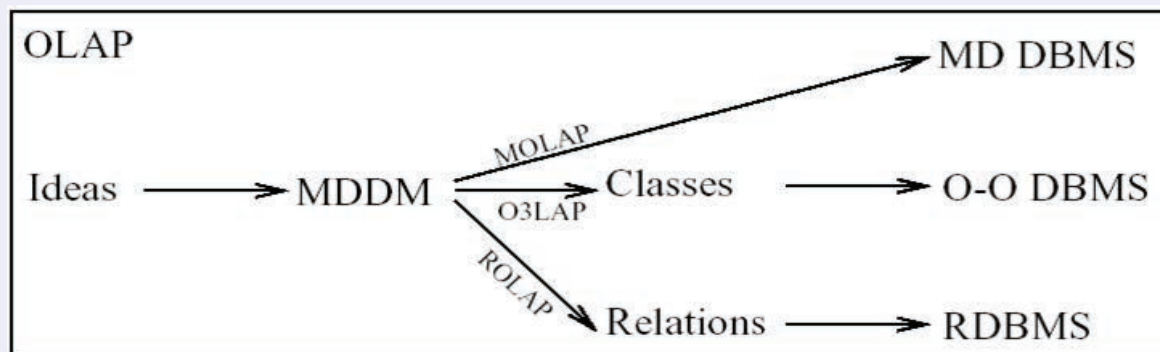 OLAP
MD DBMS
MOLAP
Ideas
MDDM
Classes
O-O DBMS
O3LAP
ROLAP
Relations
RDBMS